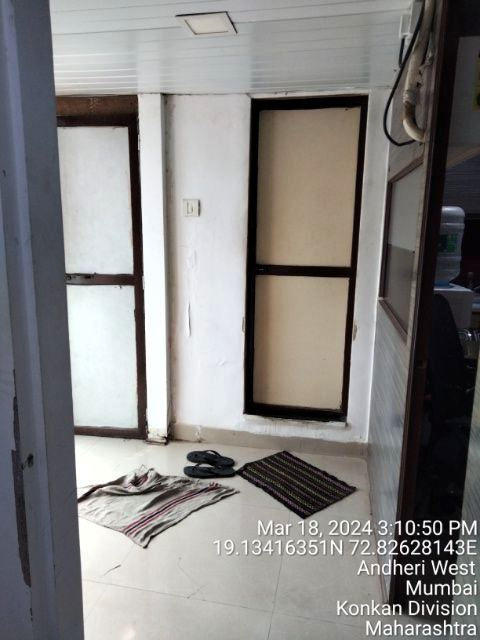 Mar 18, 2024 3:10:50 PM
19.13416351N 72.82628143E
Andheri West
Mumbai
Konkan Division
Maharashtra